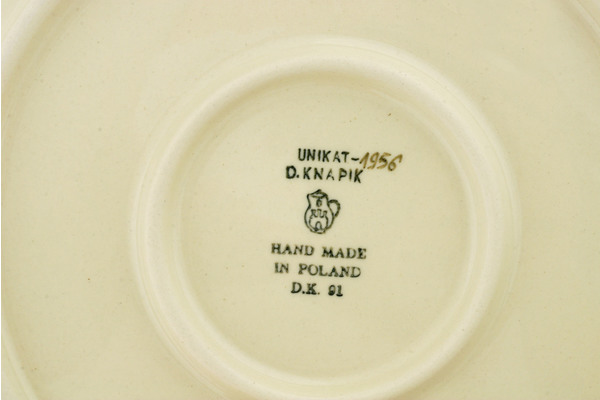 UNIKAT-1956
D. KNAPIK
HAND MADE
IN POLAND
D.K. 91